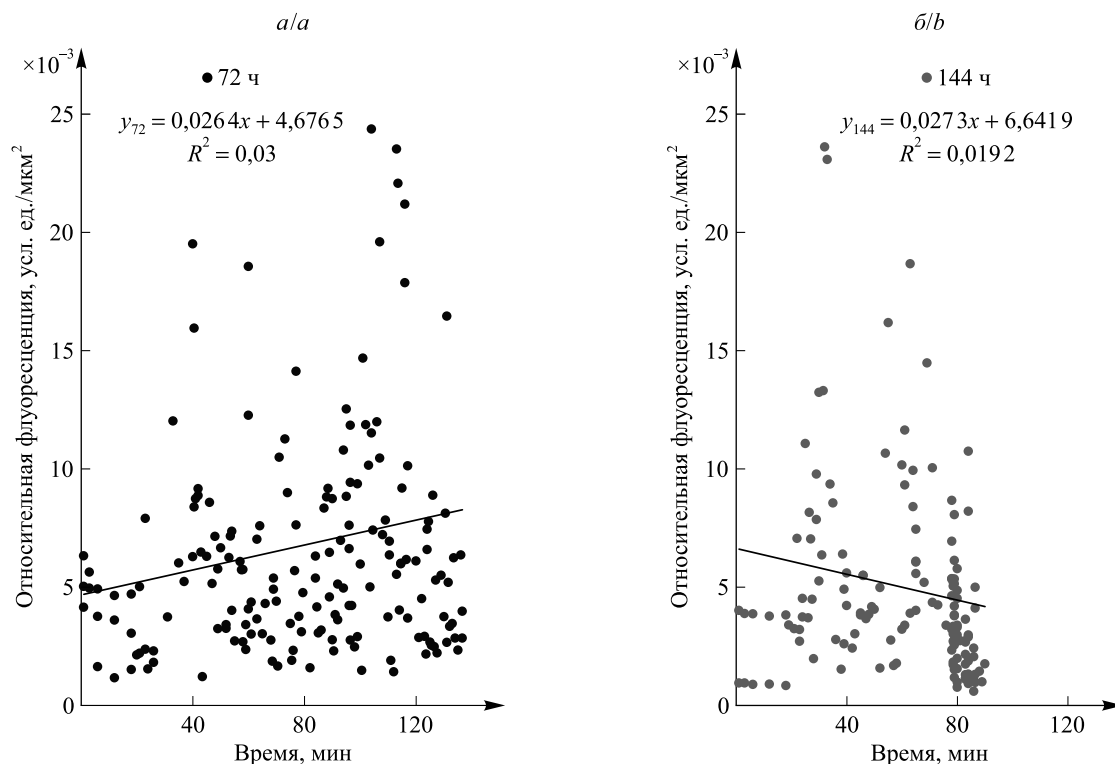 а/a
×10⁻³
72 ч
y₇₂ = 0,0264x + 4,6765
R² = 0,03
25
20
15
10
5
0
40
80
120
Относительная флуоресценция, усл. ед./мкм²
Время, мин
б/b
×10⁻³
144 ч
y₁₄₄ = 0,0273x + 6,6419
R² = 0,0192
25
20
15
10
5
0
40
80
120
Относительная флуоресценция, усл. ед./мкм²
Время, мин